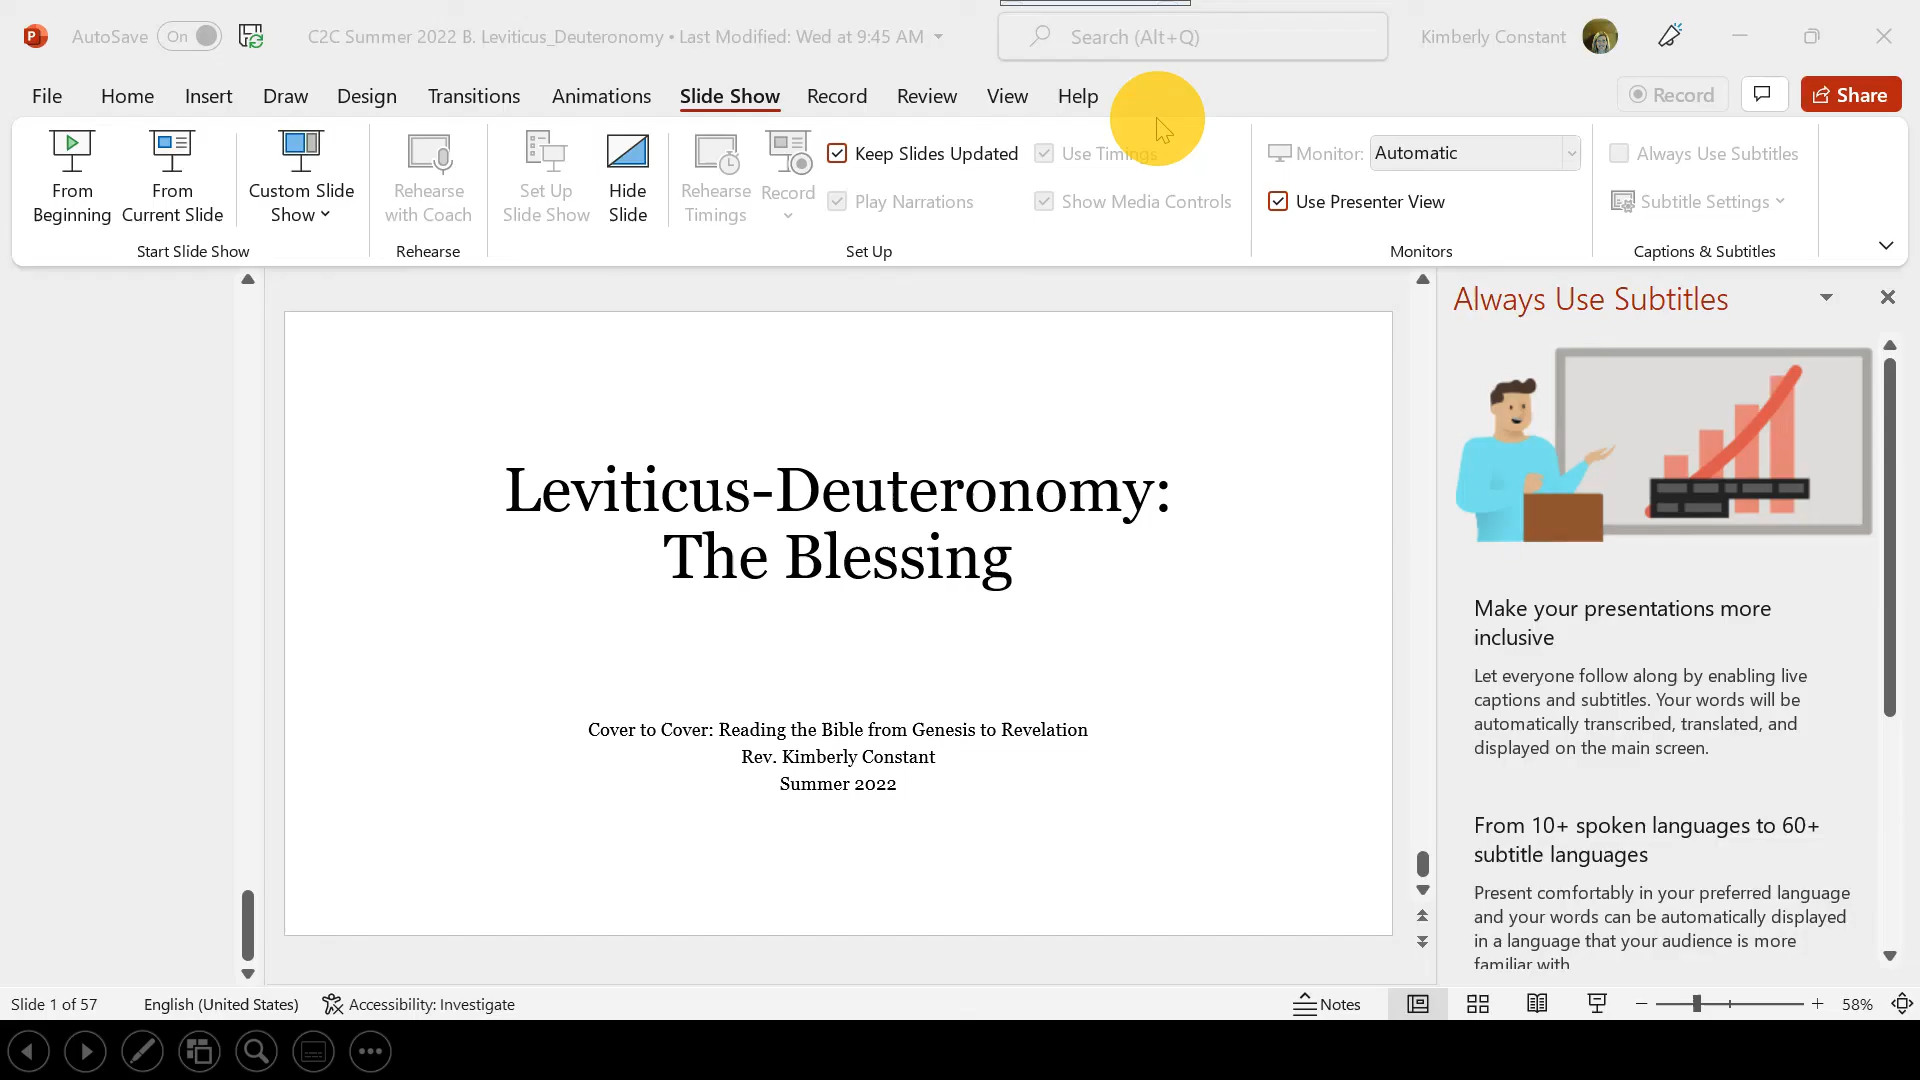 AutoSave On C2C Summer 2022 B. Leviticus_Deuteronomy • Last Modified: Wed at 9:45 AM Search (Alt+Q) Kimberly Constant
File Home Insert Draw Design Transitions Animations Slide Show Record Review View Help Record Share
From Beginning
From Current Slide
Custom Slide Show
Start Slide Show
Rehearse with Coach
Rehearse
Set Up Slide Show
Hide Slide
Rehearse Timings
Record
Keep Slides Updated
Play Narrations
Use Timings
Show Media Controls
Set Up
Monitor: Automatic
Use Presenter View
Monitors
Always Use Subtitles
Subtitle Settings
Captions & Subtitles
Leviticus-Deuteronomy:
The Blessing
Cover to Cover: Reading the Bible from Genesis to Revelation
Rev. Kimberly Constant
Summer 2022
Always Use Subtitles
Make your presentations more
inclusive
Let everyone follow along by enabling live
captions and subtitles. Your words will be
automatically transcribed, translated, and
displayed on the main screen.
From 10+ spoken languages to 60+
subtitle languages
Present comfortably in your preferred language
and your words can be automatically displayed
in a language that your audience is more
familiar with
Slide 1 of 57 English (United States) Accessibility: Investigate Notes 58%